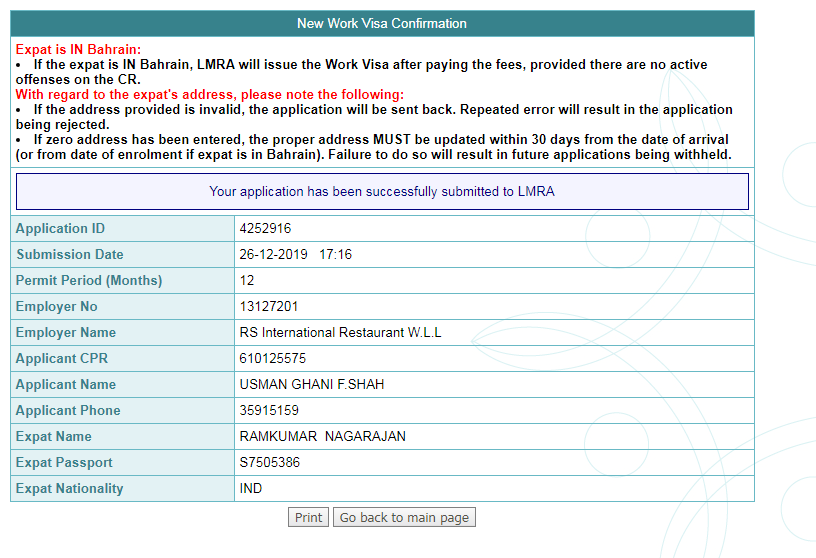 New Work Visa Confirmation
Expat is IN Bahrain:
• If the expat is IN Bahrain, LMRA will issue the Work Visa after paying the fees, provided there are no active
offenses on the CR.
With regard to the expat's address, please note the following:
• If the address provided is invalid, the application will be sent back. Repeated error will result in the application
being rejected.
• If zero address has been entered, the proper address MUST be updated within 30 days from the date of arrival
(or from date of enrolment if expat is in Bahrain). Failure to do so will result in future applications being withheld.
Your application has been successfully submitted to LMRA
Application ID 4252916
Submission Date 26-12-2019 17:16
Permit Period (Months) 12
Employer No 13127201
Employer Name RS International Restaurant W.L.L
Applicant CPR 610125575
Applicant Name USMAN GHANI F.SHAH
Applicant Phone 35915159
Expat Name RAMKUMAR NAGARAJAN
Expat Passport S7505386
Expat Nationality IND
Print Go back to main page